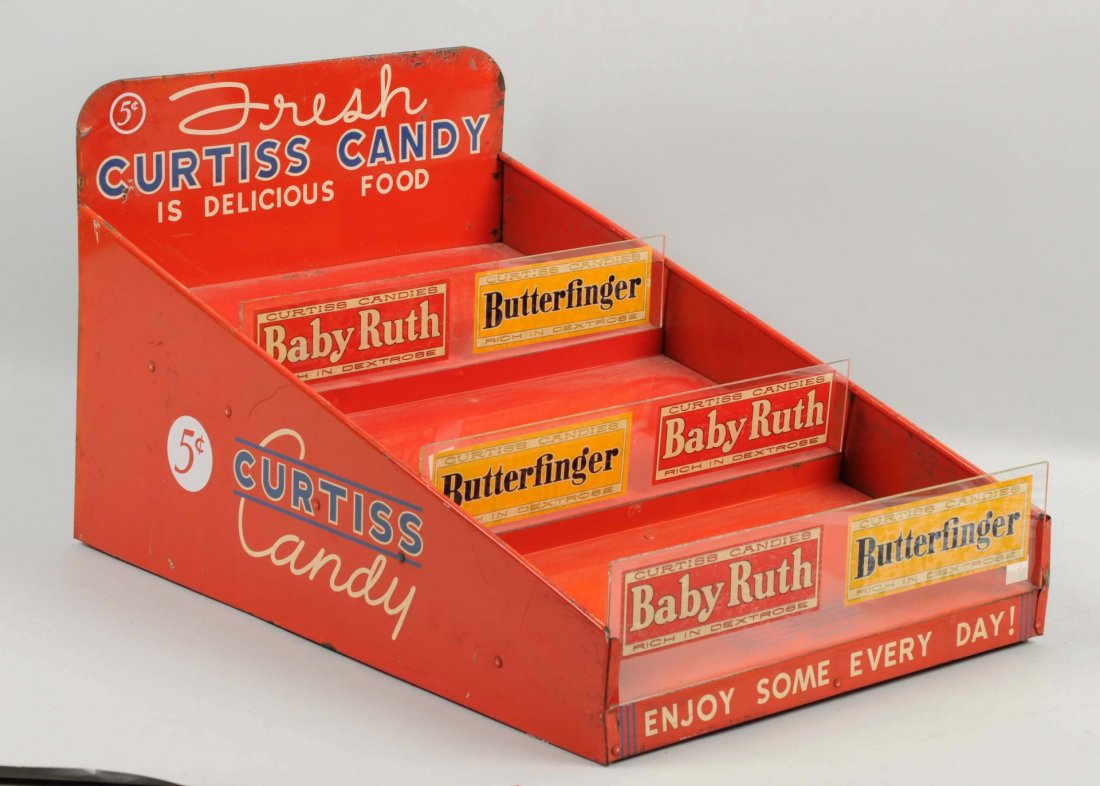 5¢
Fresh
CURTISS CANDY
IS DELICIOUS FOOD
CURTISS CANDIES
Baby Ruth
RICH IN DEXTROSE
CURTISS CANDIES
Butterfinger
RICH IN DEXTROSE
CURTISS CANDIES
Butterfinger
RICH IN DEXTROSE
CURTISS CANDIES
Baby Ruth
RICH IN DEXTROSE
5¢
CURTISS
Candy
CURTISS CANDIES
Baby Ruth
RICH IN DEXTROSE
CURTISS CANDIES
Butterfinger
RICH IN DEXTROSE
ENJOY SOME EVERY DAY!